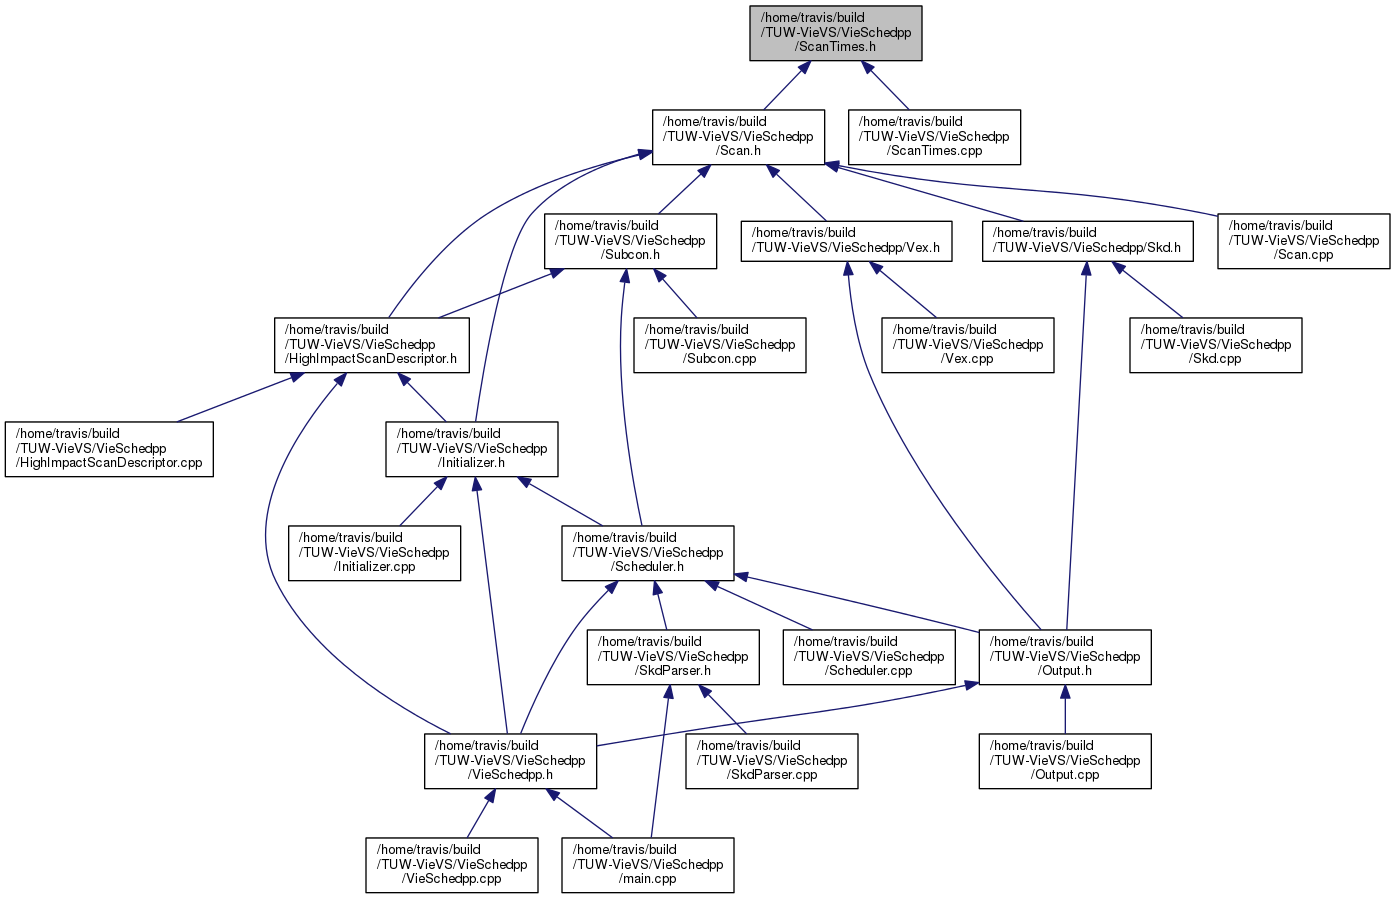 /home/travis/build
/TUW-VieVS/VieSchedpp
/ScanTimes.h
/home/travis/build
/TUW-VieVS/VieSchedpp
/Scan.h
/home/travis/build
/TUW-VieVS/VieSchedpp
/ScanTimes.cpp
/home/travis/build
/TUW-VieVS/VieSchedpp
/Subcon.h
/home/travis/build
/TUW-VieVS/VieSchedpp/Vex.h
/home/travis/build
/TUW-VieVS/VieSchedpp/Skd.h
/home/travis/build
/TUW-VieVS/VieSchedpp
/Scan.cpp
/home/travis/build
/TUW-VieVS/VieSchedpp
/HighImpactScanDescriptor.h
/home/travis/build
/TUW-VieVS/VieSchedpp
/Subcon.cpp
/home/travis/build
/TUW-VieVS/VieSchedpp
/Vex.cpp
/home/travis/build
/TUW-VieVS/VieSchedpp
/Skd.cpp
/home/travis/build
/TUW-VieVS/VieSchedpp
/HighImpactScanDescriptor.cpp
/home/travis/build
/TUW-VieVS/VieSchedpp
/Initializer.h
/home/travis/build
/TUW-VieVS/VieSchedpp
/Initializer.cpp
/home/travis/build
/TUW-VieVS/VieSchedpp
/Scheduler.h
/home/travis/build
/TUW-VieVS/VieSchedpp
/SkdParser.h
/home/travis/build
/TUW-VieVS/VieSchedpp
/Scheduler.cpp
/home/travis/build
/TUW-VieVS/VieSchedpp
/Output.h
/home/travis/build
/TUW-VieVS/VieSchedpp
/VieSchedpp.h
/home/travis/build
/TUW-VieVS/VieSchedpp
/SkdParser.cpp
/home/travis/build
/TUW-VieVS/VieSchedpp
/Output.cpp
/home/travis/build
/TUW-VieVS/VieSchedpp
/VieSchedpp.cpp
/home/travis/build
/TUW-VieVS/VieSchedpp
/main.cpp